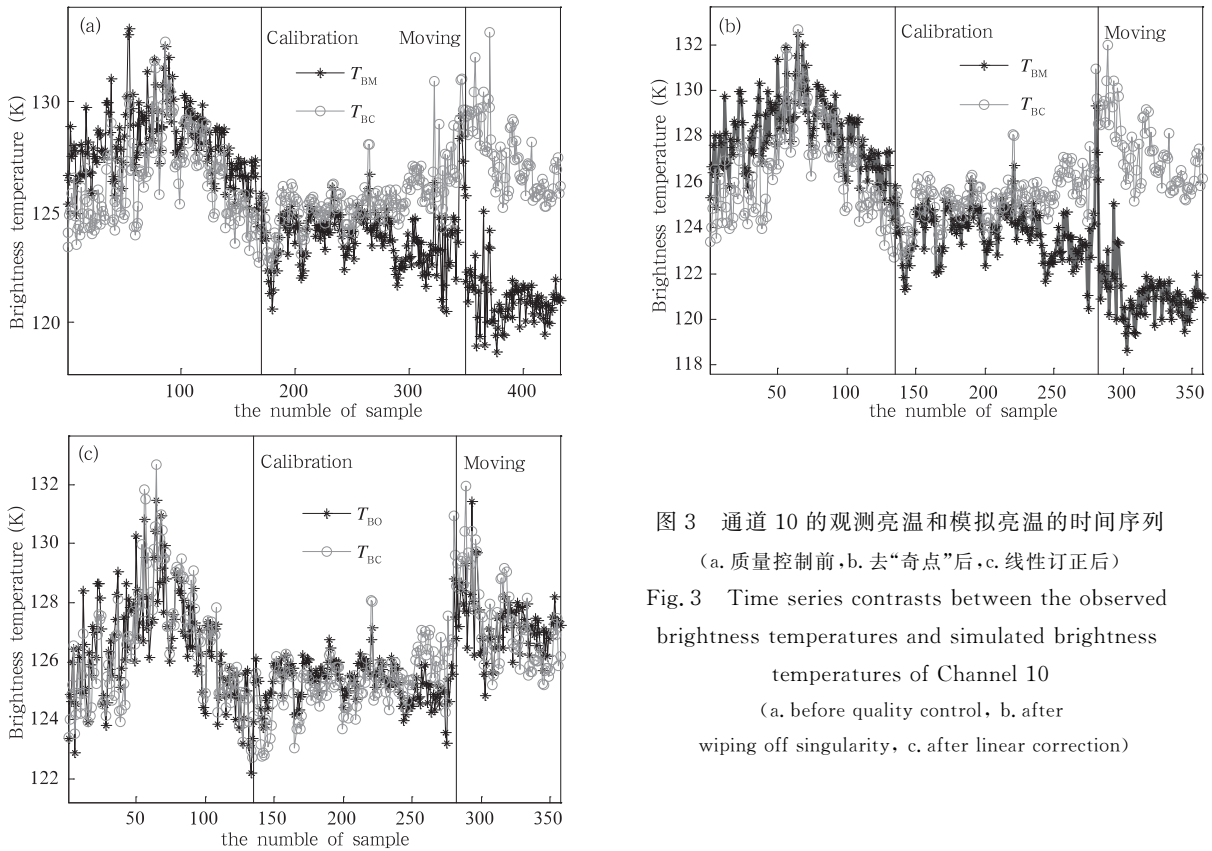 (a)
Calibration
Moving
T_BM
T_BC
130
125
120
Brightness temperature (K)
100
200
300
400
the numble of sample
(b)
Calibration
Moving
T_BM
T_BC
132
130
128
126
124
122
120
118
Brightness temperature (K)
50
100
150
200
250
300
350
the numble of sample
(c)
Calibration
Moving
T_BO
T_BC
132
130
128
126
124
122
Brightness temperature (K)
50
100
150
200
250
300
350
the numble of sample
图 3 通道 10 的观测亮温和模拟亮温的时间序列
(a. 质量控制前,b. 去“奇点”后,c. 线性订正后)
Fig. 3 Time series contrasts between the observed
brightness temperatures and simulated brightness
temperatures of Channel 10
(a. before quality control, b. after
wiping off singularity, c. after linear correction)